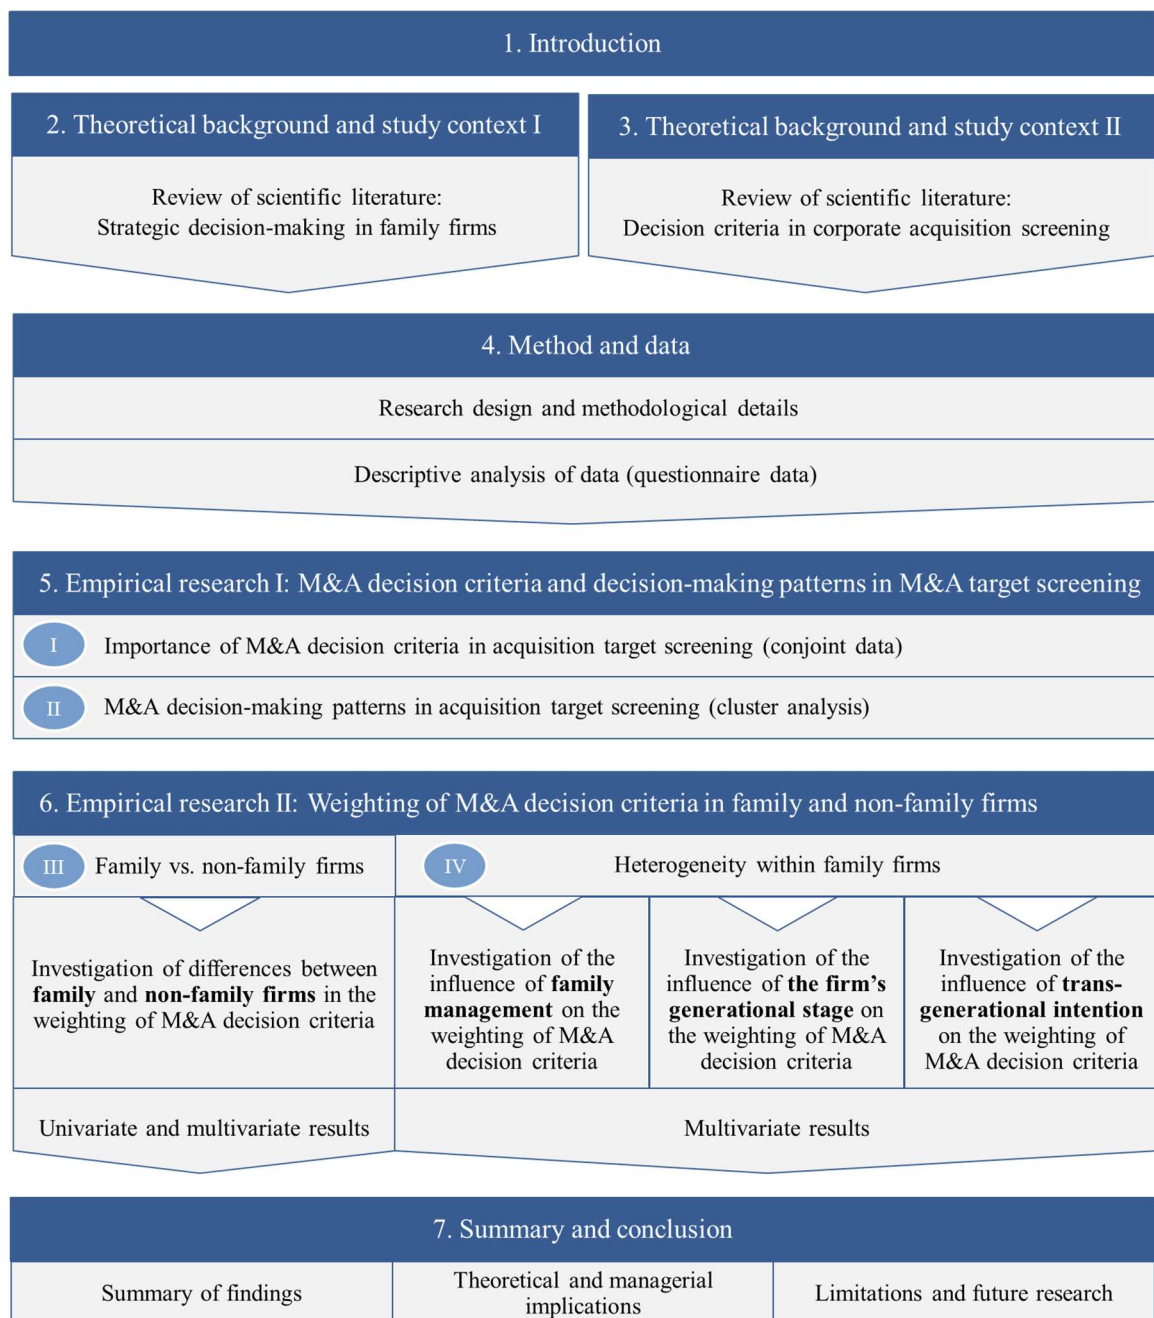 1. Introduction
2. Theoretical background and study context I
Review of scientific literature:
Strategic decision-making in family firms
3. Theoretical background and study context II
Review of scientific literature:
Decision criteria in corporate acquisition screening
4. Method and data
Research design and methodological details
Descriptive analysis of data (questionnaire data)
5. Empirical research I: M&A decision criteria and decision-making patterns in M&A target screening
I Importance of M&A decision criteria in acquisition target screening (conjoint data)
II M&A decision-making patterns in acquisition target screening (cluster analysis)
6. Empirical research II: Weighting of M&A decision criteria in family and non-family firms
III Family vs. non-family firms
Investigation of differences between
family and non-family firms in the
weighting of M&A decision criteria
Univariate and multivariate results
IV Heterogeneity within family firms
Investigation of the
influence of family
management on the
weighting of M&A
decision criteria
Investigation of the
influence of the firm's
generational stage on
the weighting of M&A
decision criteria
Investigation of the
influence of trans-
generational intention
on the weighting of
M&A decision criteria
Multivariate results
7. Summary and conclusion
Summary of findings
Theoretical and managerial
implications
Limitations and future research